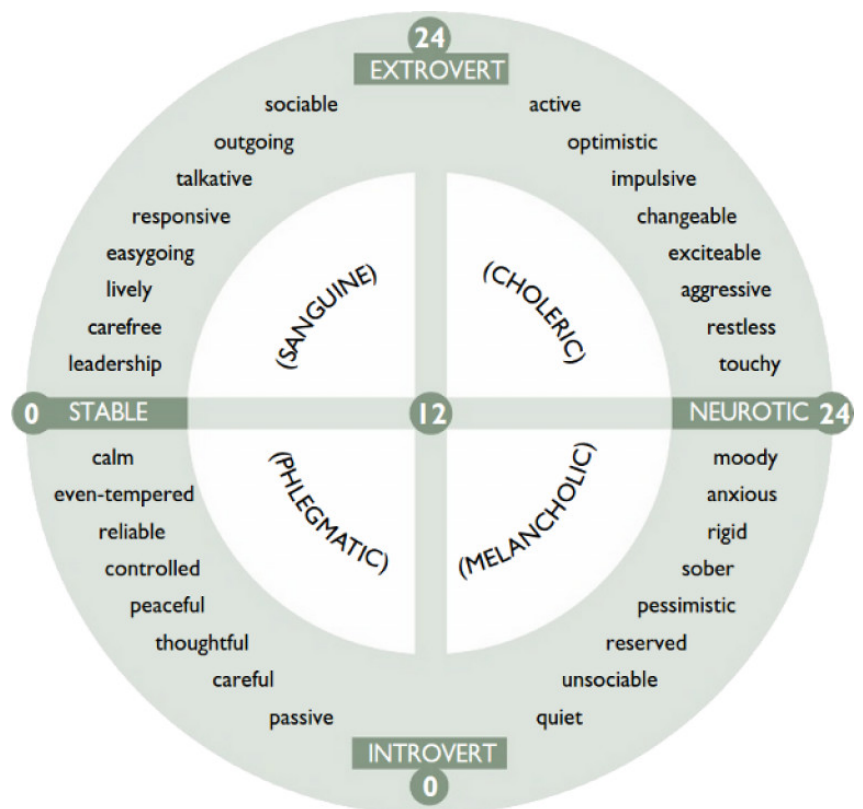 24
EXTROVERT
sociable
active
outgoing
optimistic
talkative
impulsive
responsive
changeable
easygoing
exciteable
lively
aggressive
carefree
restless
leadership
touchy
(SANGUINE)
(CHOLERIC)
0 STABLE
12
NEUROTIC 24
(PHLEGMATIC)
(MELANCHOLIC)
calm
moody
even-tempered
anxious
reliable
rigid
controlled
sober
peaceful
pessimistic
thoughtful
reserved
careful
unsociable
passive
quiet
INTROVERT
0